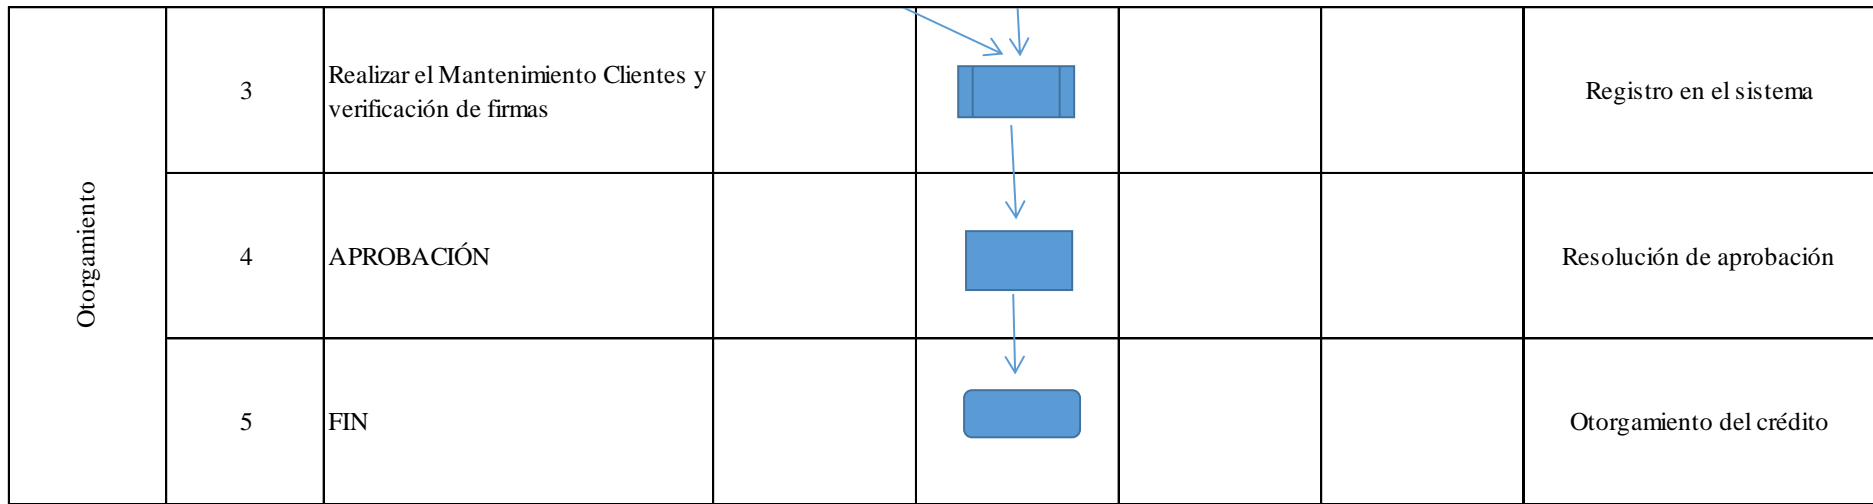 Otorgamiento
3
Realizar el Mantenimiento Clientes y
verificación de firmas
Registro en el sistema
4
APROBACIÓN
Resolución de aprobación
5
FIN
Otorgamiento del crédito